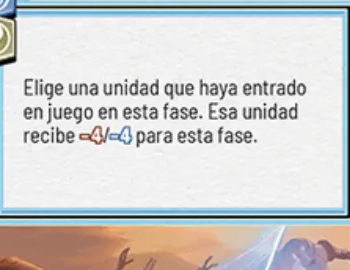 Elige una unidad que haya entrado
en juego en esta fase. Esa unidad
recibe -4/-4 para esta fase.